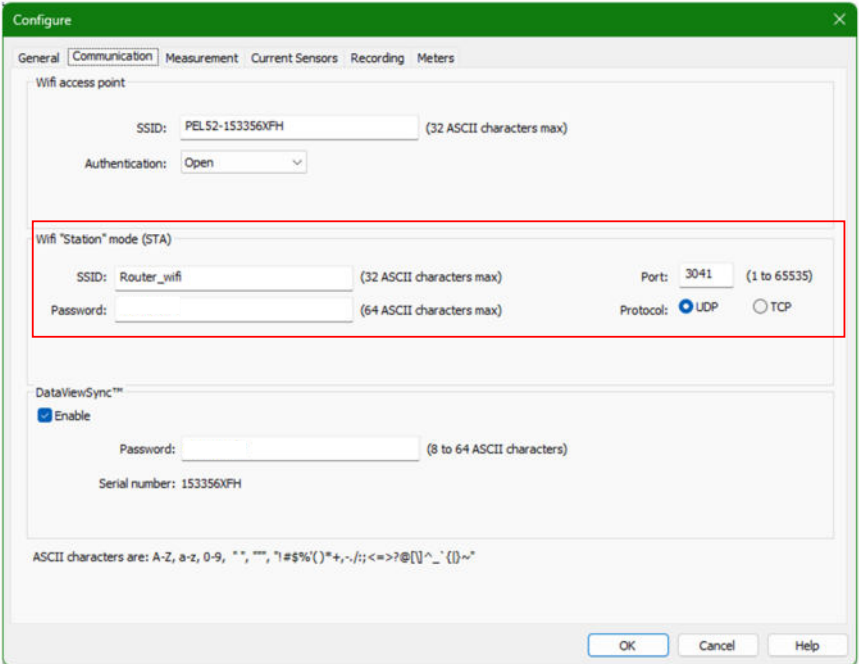 Configure
General Communication Measurement Current Sensors Recording Meters
Wifi access point
SSID: PEL52-153356XFH (32 ASCII characters max)
Authentication: Open
Wifi "Station" mode (STA)
SSID: Router_wifi (32 ASCII characters max) Port: 3041 (1 to 65535)
Password: (64 ASCII characters max) Protocol: UDP TCP
DataViewSync™
Enable
Password: (8 to 64 ASCII characters)
Serial number: 153356XFH
ASCII characters are: A-Z, a-z, 0-9, " ", """, "!#$%'()*+,-./:;<=>?@[\]^_`{|}~"
OK Cancel Help